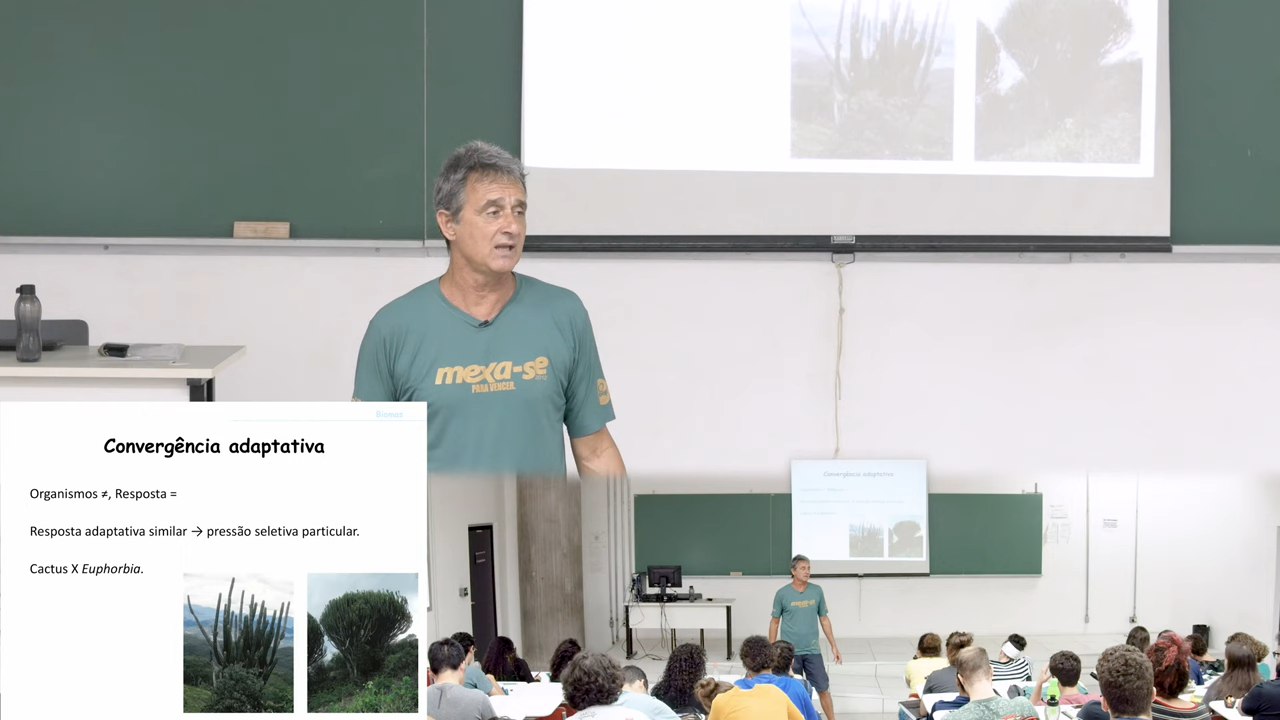 mexa-se
PARA VENCER.
Biomas
Convergência adaptativa
Organismos ≠, Resposta =
Resposta adaptativa similar → pressão seletiva particular.
Cactus X Euphorbia.
Convergência adaptativa